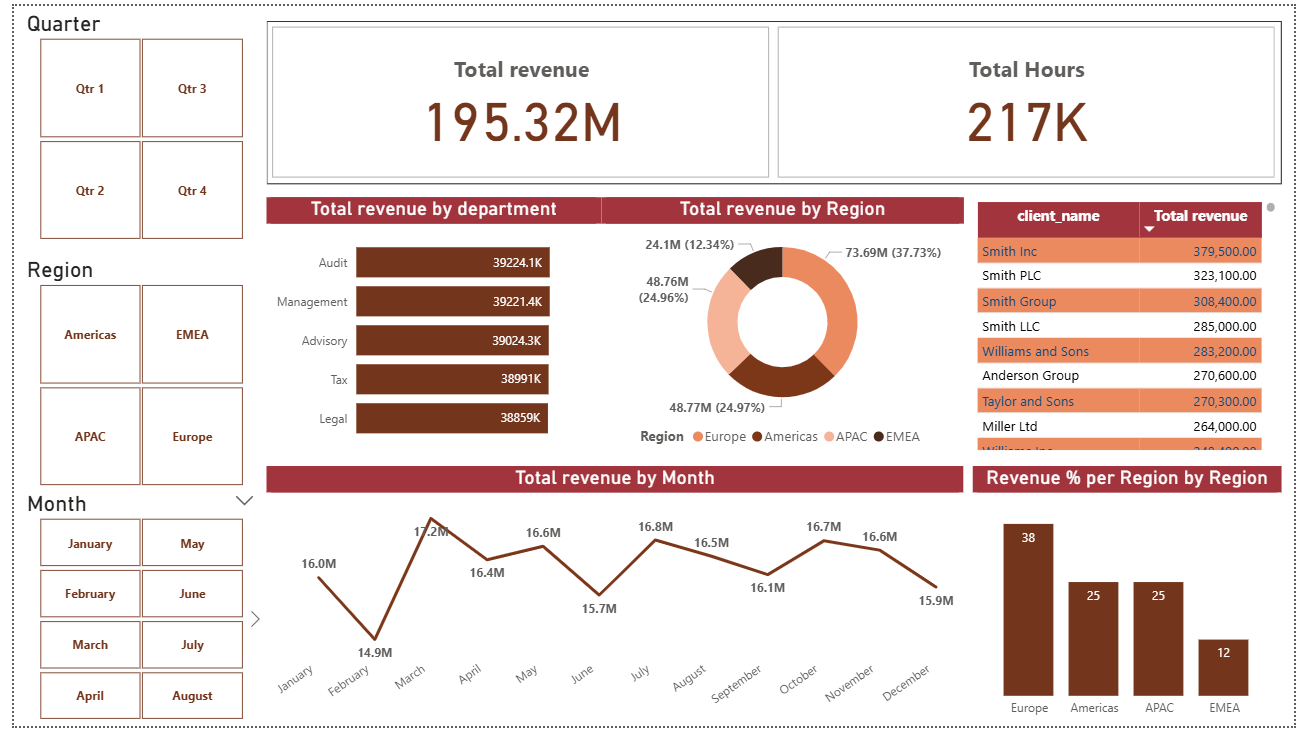 Quarter
Qtr 1
Qtr 3
Qtr 2
Qtr 4
Region
Americas
EMEA
APAC
Europe
Month
January
May
February
June
March
July
April
August
Total revenue
195.32M
Total Hours
217K
Total revenue by department
Audit 39224.1K
Management 39221.4K
Advisory 39024.3K
Tax 38991K
Legal 38859K
Total revenue by Region
24.1M (12.34%)
73.69M (37.73%)
48.76M
(24.96%)
48.77M (24.97%)
Region Europe Americas APAC EMEA
client_name Total revenue
Smith Inc 379,500.00
Smith PLC 323,100.00
Smith Group 308,400.00
Smith LLC 285,000.00
Williams and Sons 283,200.00
Anderson Group 270,600.00
Taylor and Sons 270,300.00
Miller Ltd 264,000.00
Total revenue by Month
16.0M
14.9M
17.2M
16.4M
16.6M
15.7M
16.8M
16.5M
16.1M
16.7M
16.6M
15.9M
January
February
March
April
May
June
July
August
September
October
November
December
Revenue % per Region by Region
38
25
25
12
Europe
Americas
APAC
EMEA